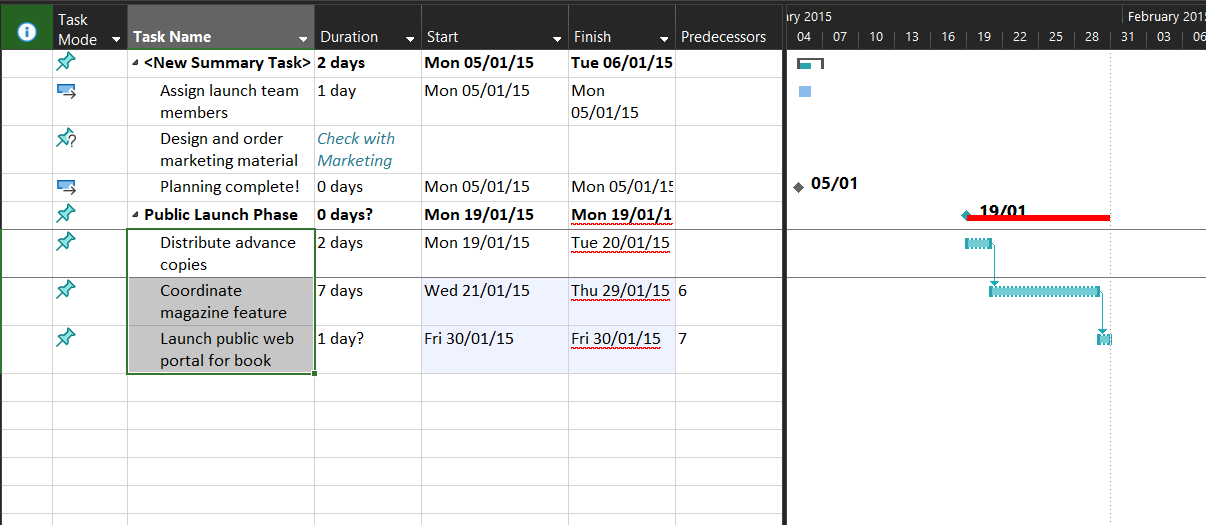 Task Mode
Task Name
Duration
Start
Finish
Predecessors
ry 2015
February 2015
04 07 10 13 16 19 22 25 28 31 03 06
<New Summary Task> 2 days Mon 05/01/15 Tue 06/01/15
Assign launch team members 1 day Mon 05/01/15 Mon 05/01/15
Design and order marketing material Check with Marketing
Planning complete! 0 days Mon 05/01/15 Mon 05/01/15 05/01
Public Launch Phase 0 days? Mon 19/01/15 Mon 19/01/1 19/01
Distribute advance copies 2 days Mon 19/01/15 Tue 20/01/15
Coordinate magazine feature 7 days Wed 21/01/15 Thu 29/01/15 6
Launch public web portal for book 1 day? Fri 30/01/15 Fri 30/01/15 7